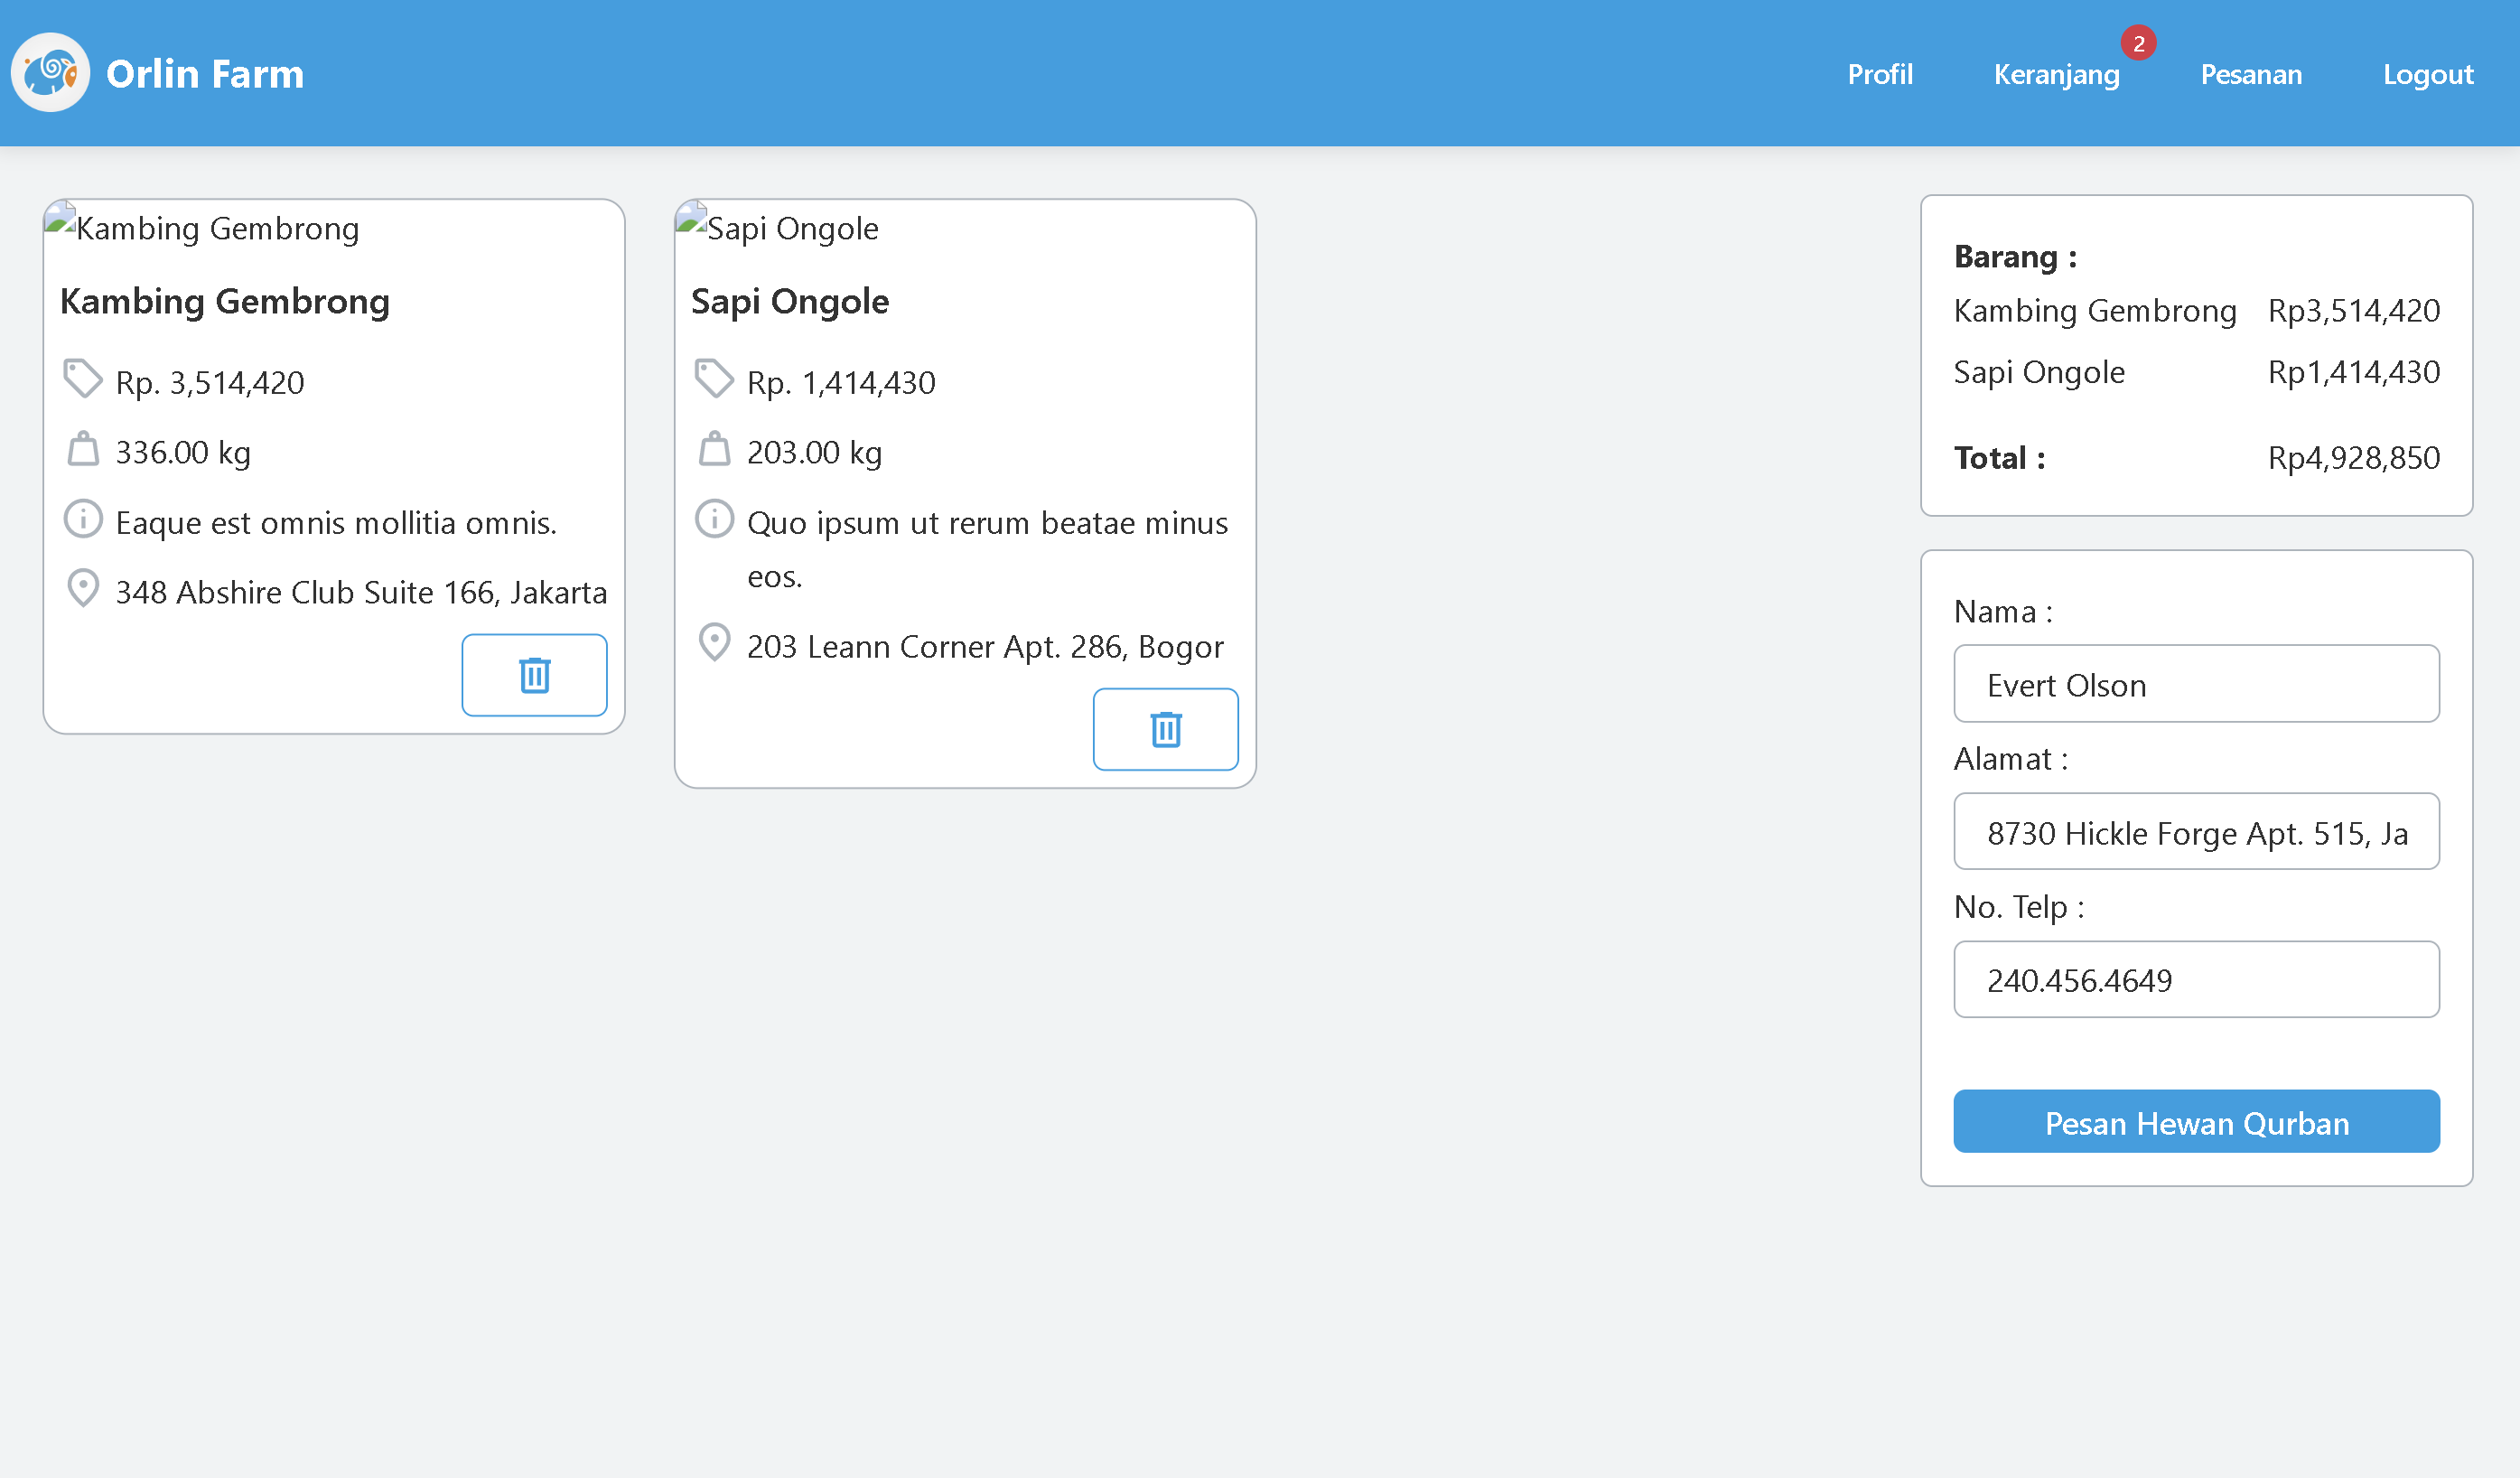 Orlin Farm
Profil
Keranjang
2
Pesanan
Logout
Kambing Gembrong
Kambing Gembrong
Rp. 3,514,420
336.00 kg
Eaque est omnis mollitia omnis.
348 Abshire Club Suite 166, Jakarta
Sapi Ongole
Sapi Ongole
Rp. 1,414,430
203.00 kg
Quo ipsum ut rerum beatae minus
eos.
203 Leann Corner Apt. 286, Bogor
Barang :
Kambing Gembrong Rp3,514,420
Sapi Ongole Rp1,414,430
Total : Rp4,928,850
Nama :
Evert Olson
Alamat :
8730 Hickle Forge Apt. 515, Ja
No. Telp :
240.456.4649
Pesan Hewan Qurban